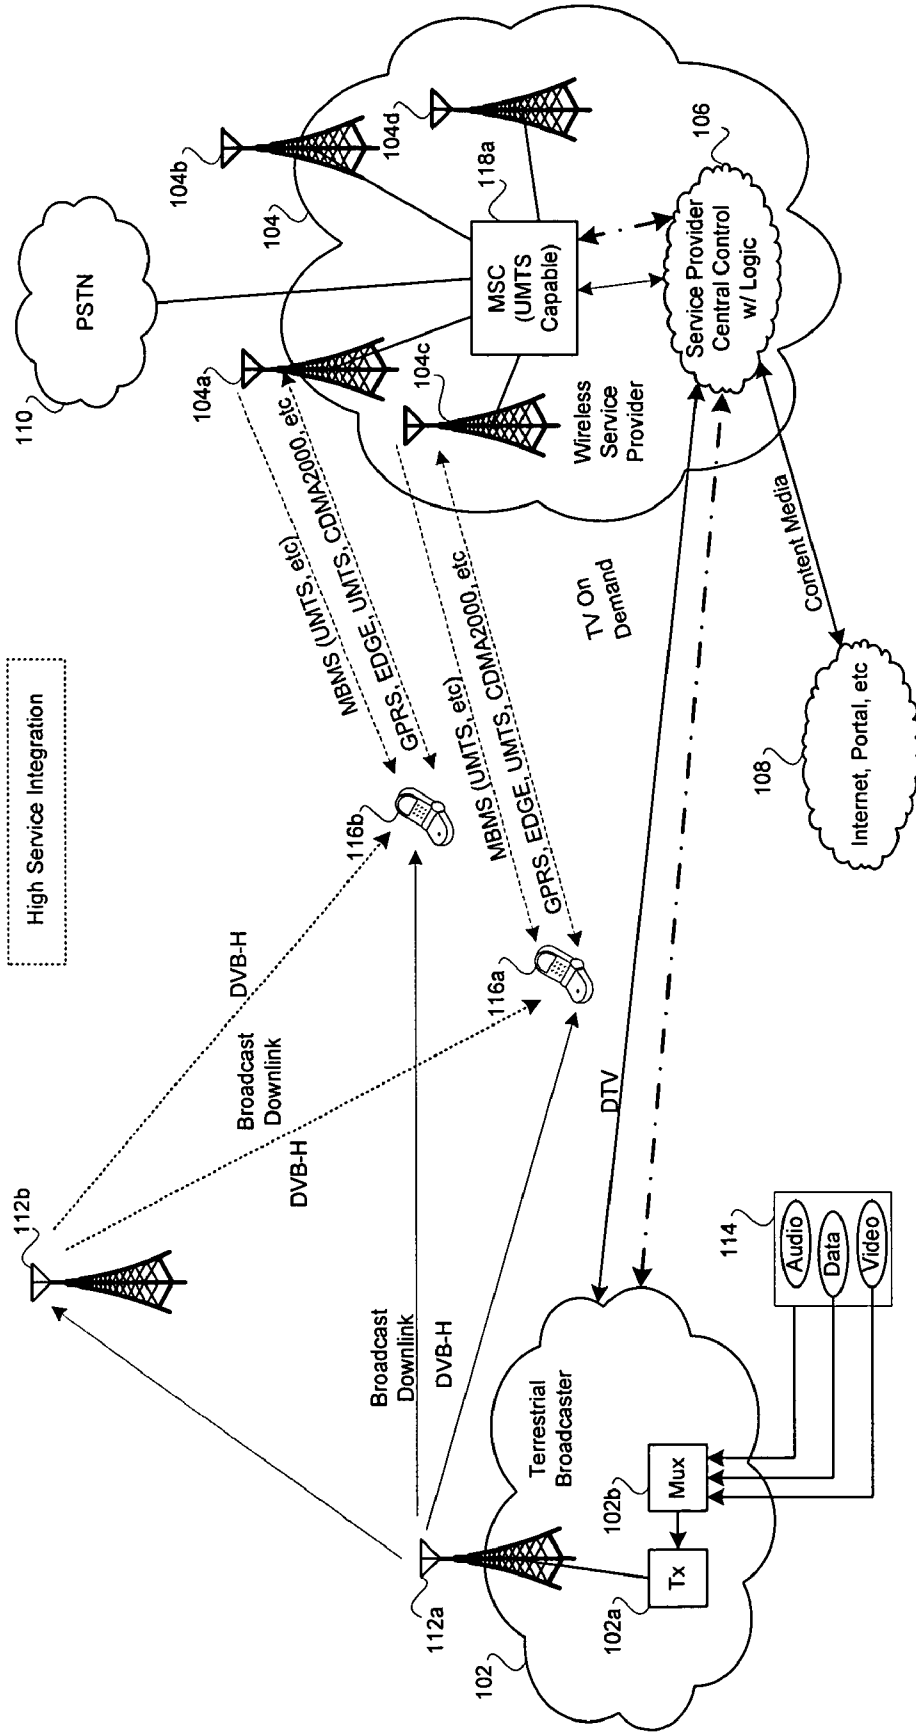 High Service Integration
110
PSTN
112b
104b
104
104a
104d
MBMS (UMTS, etc)
GPRS, EDGE, UMTS, CDMA2000, etc
118a
MSC
(UMTS
Capable)
104c
DVB-H
116b
Broadcast
Downlink
DVB-H
MBMS (UMTS, etc)
GPRS, EDGE, UMTS, CDMA2000, etc
Wireless
Service
Provider
106
Service Provider
Central Control
w/ Logic
116a
TV On
Demand
Broadcast
Downlink
DVB-H
DTV
Content Media
112a
Terrestrial
Broadcaster
108
Internet, Portal, etc
102
102a
Tx
102b
Mux
114
Audio
Data
Video